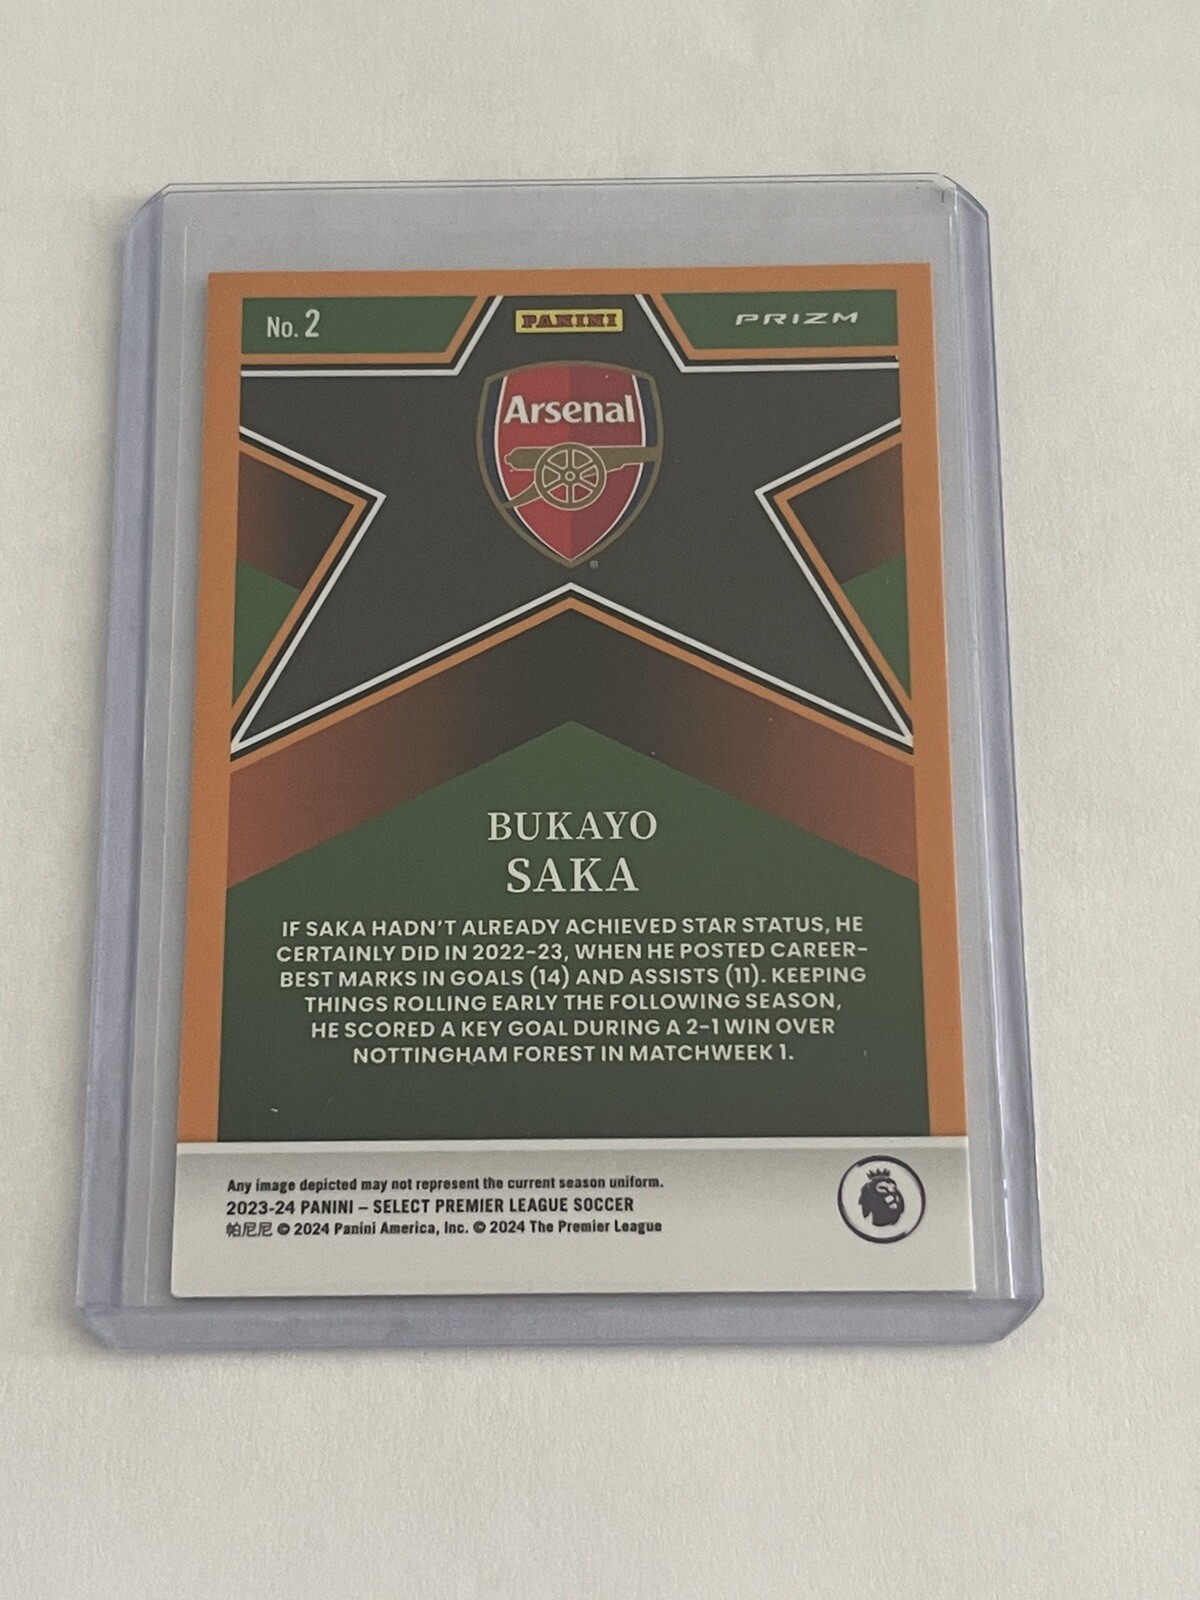 No. 2
PANINI
PRIZM
Arsenal
®
BUKAYO
SAKA
IF SAKA HADN'T ALREADY ACHIEVED STAR STATUS, HE
CERTAINLY DID IN 2022-23, WHEN HE POSTED CAREER-
BEST MARKS IN GOALS (14) AND ASSISTS (11). KEEPING
THINGS ROLLING EARLY THE FOLLOWING SEASON,
HE SCORED A KEY GOAL DURING A 2-1 WIN OVER
NOTTINGHAM FOREST IN MATCHWEEK 1.
Any image depicted may not represent the current season uniform.
2023-24 PANINI – SELECT PREMIER LEAGUE SOCCER
帕尼尼 © 2024 Panini America, Inc. © 2024 The Premier League